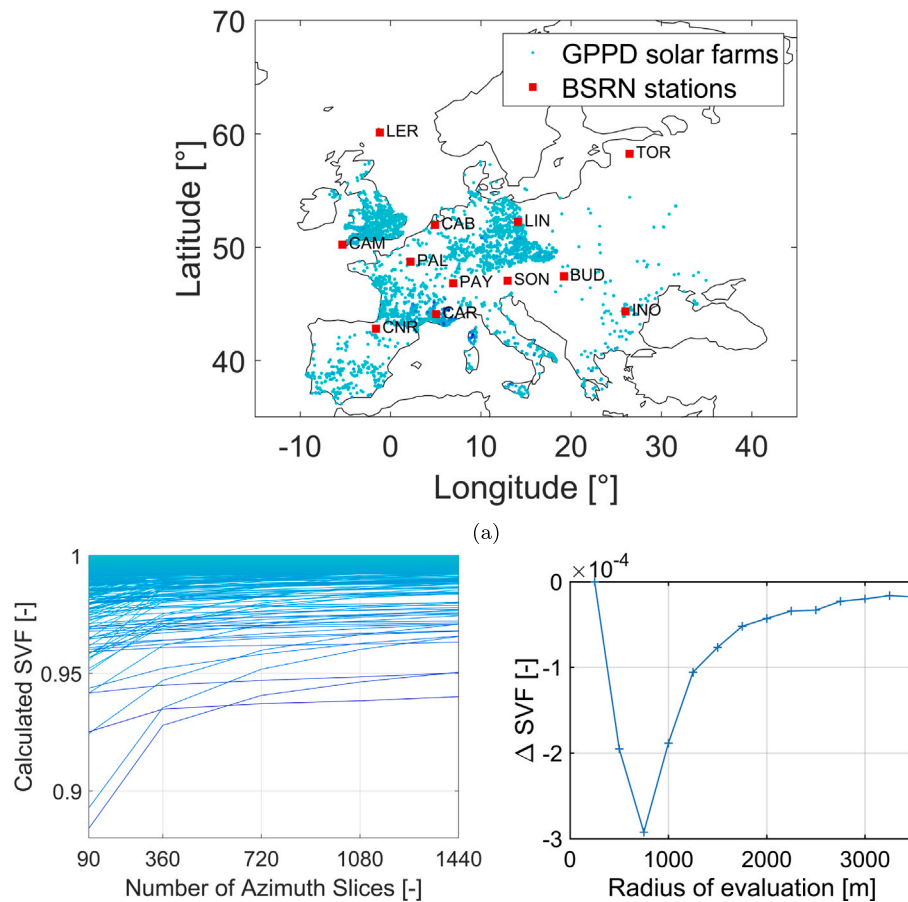 70
60
50
40
Latitude [°]
GPPD solar farms
BSRN stations
LER
TOR
CAB
LIN
CAM
PAL
PAY
SON
BUD
CAR
INO
CNR
-10 0 10 20 30 40
Longitude [°]
(a)
1
0.95
0.9
Calculated SVF [-]
90 360 720 1080 1440
Number of Azimuth Slices [-]
×10-4
0
-1
-2
-3
Δ SVF [-]
0 1000 2000 3000
Radius of evaluation [m]